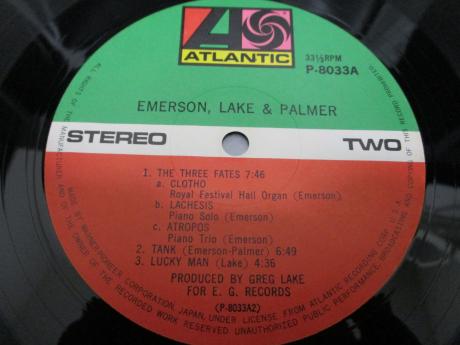 ATLANTIC
33⅓RPM
P-8033A
EMERSON, LAKE & PALMER
STEREO
TWO
1. THE THREE FATES 7:46
a. CLOTHO
Royal Festival Hall Organ (Emerson)
b. LACHESIS
Piano Solo (Emerson)
c. ATROPOS
Piano Trio (Emerson)
2. TANK (Emerson-Palmer) 6:49
3. LUCKY MAN (Lake) 4:36
PRODUCED BY GREG LAKE
FOR E. G. RECORDS
(P-8033A2)
MADE BY WARNER-PIONEER CORPORATION, JAPAN, UNDER LICENSE FROM ATLANTIC RECORDING CORP. U.S.A.
ALL RIGHTS OF THE MANUFACTURER AND OF THE OWNER OF THE RECORDED WORK RESERVED. UNAUTHORIZED PUBLIC PERFORMANCE, BROADCASTING AND COPYING OF THIS RECORD PROHIBITED.